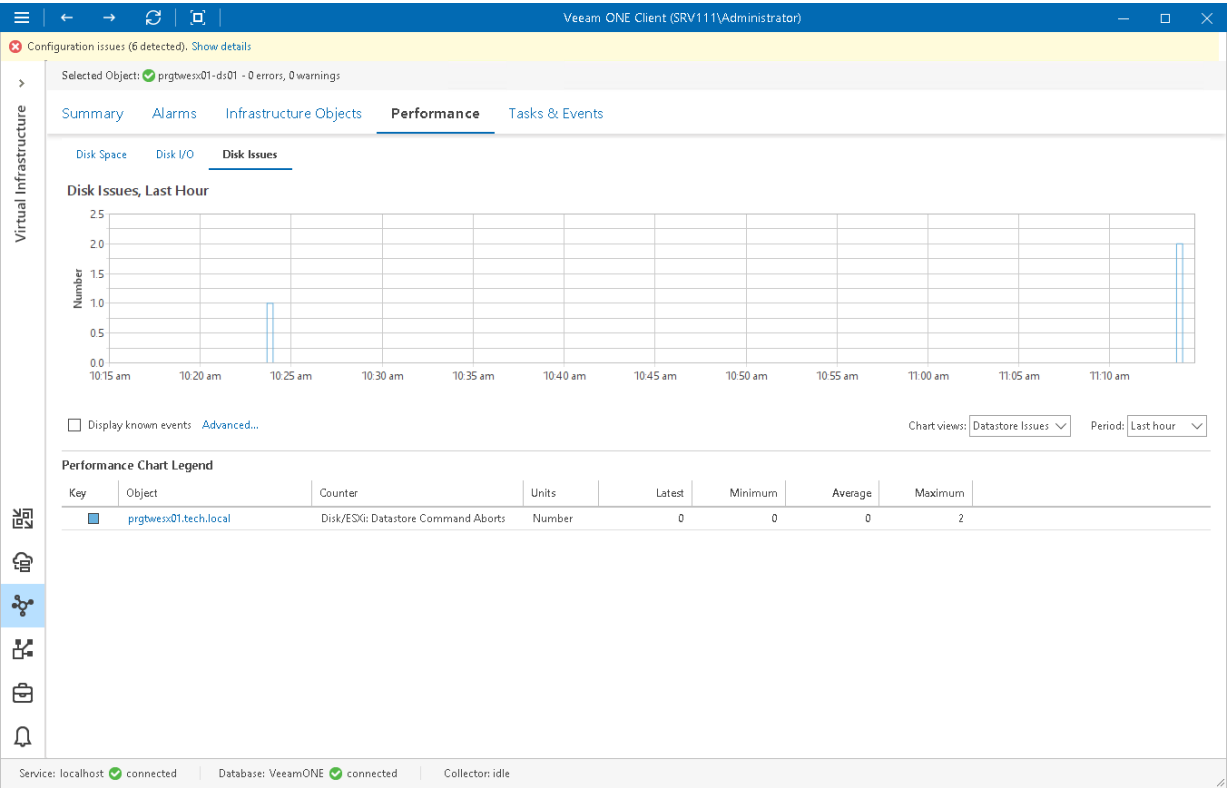 Veeam ONE Client (SRV111\Administrator)
Configuration issues (6 detected). Show details
Selected Object: prgtwesx01-ds01 - 0 errors, 0 warnings
Virtual Infrastructure
Summary Alarms Infrastructure Objects Performance Tasks & Events
Disk Space Disk I/O Disk Issues
Disk Issues, Last Hour
Number
2.5
2.0
1.5
1.0
0.5
0.0
10:15 am 10:20 am 10:25 am 10:30 am 10:35 am 10:40 am 10:45 am 10:50 am 10:55 am 11:00 am 11:05 am 11:10 am
Display known events Advanced... Chart views: Datastore Issues Period: Last hour
Performance Chart Legend
Key Object Counter Units Latest Minimum Average Maximum
prgtwesx01.tech.local Disk/ESXi: Datastore Command Aborts Number 0 0 0 2
Service: localhost connected Database: VeeamONE connected Collector: idle